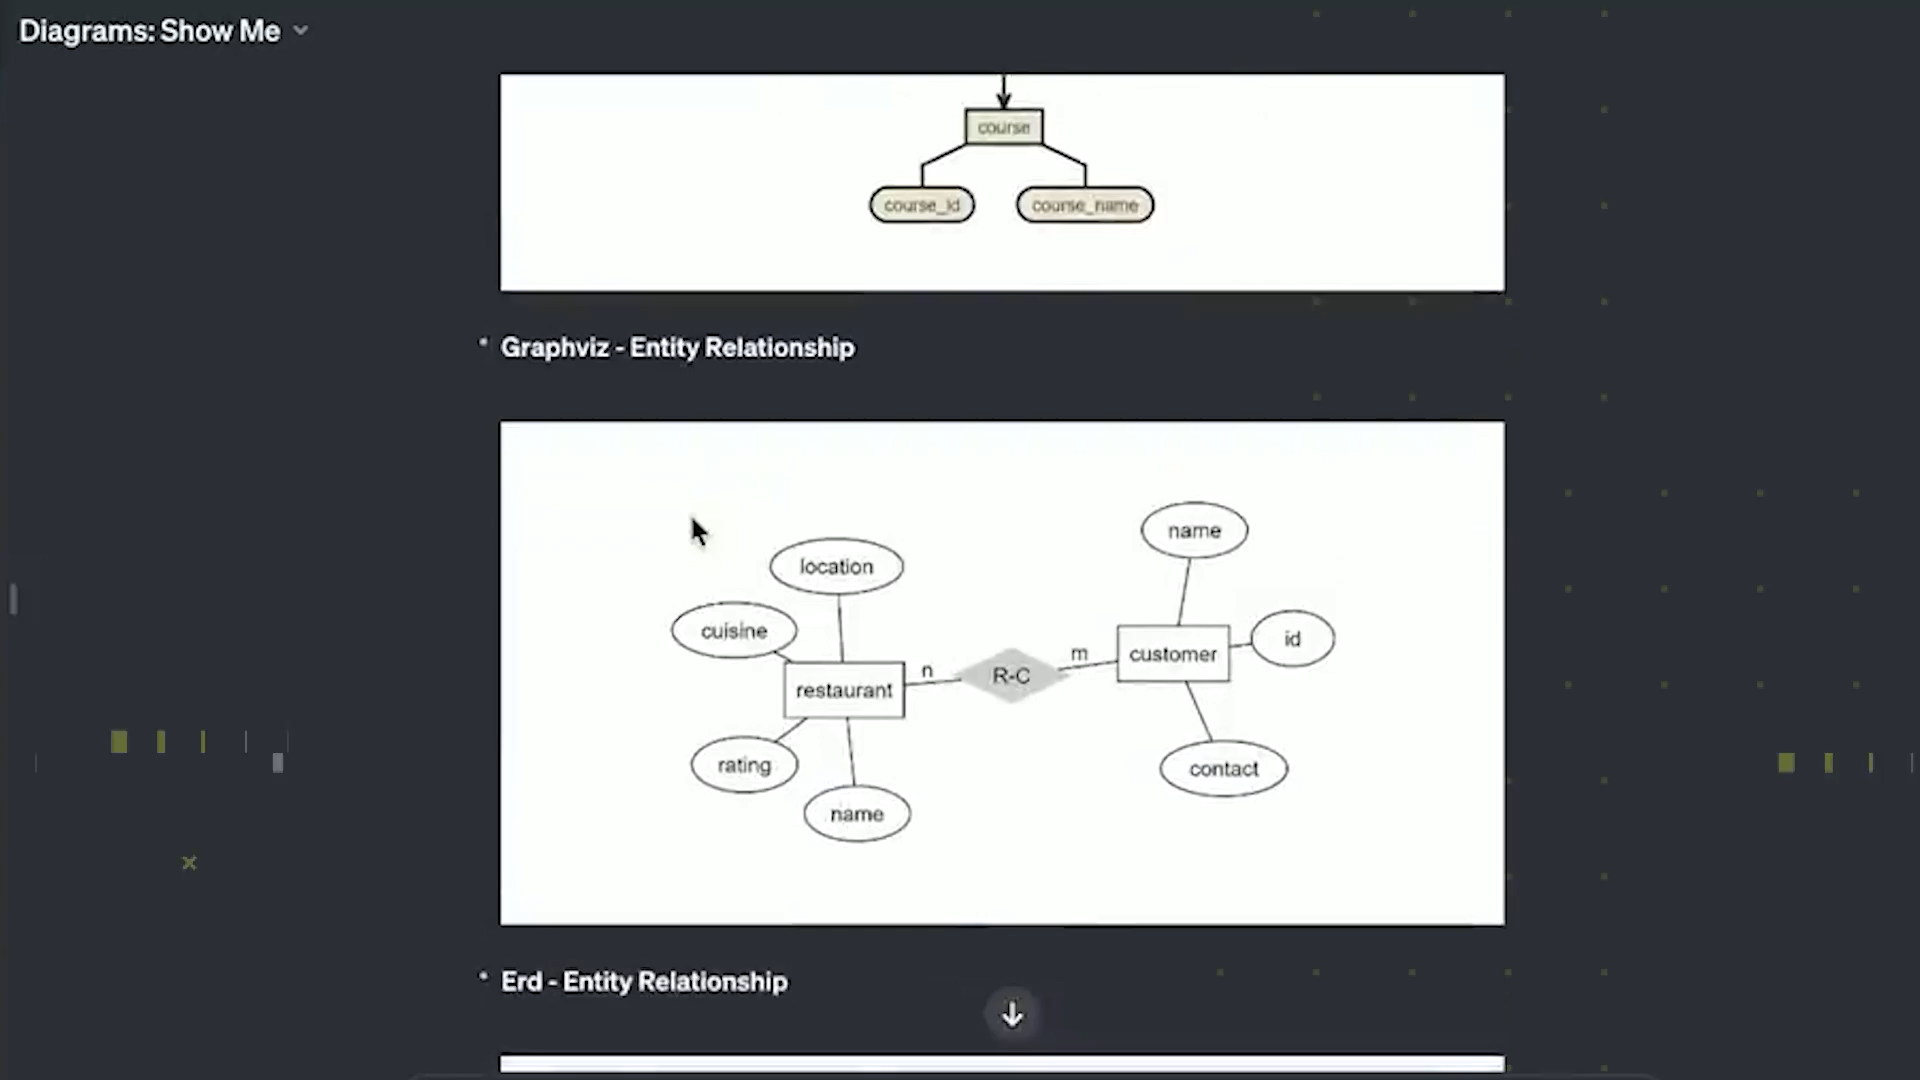 Diagrams: Show Me
course
course_id
course_name
* Graphviz - Entity Relationship
name
location
cuisine
id
customer
m
n
R-C
restaurant
rating
contact
name
* Erd - Entity Relationship